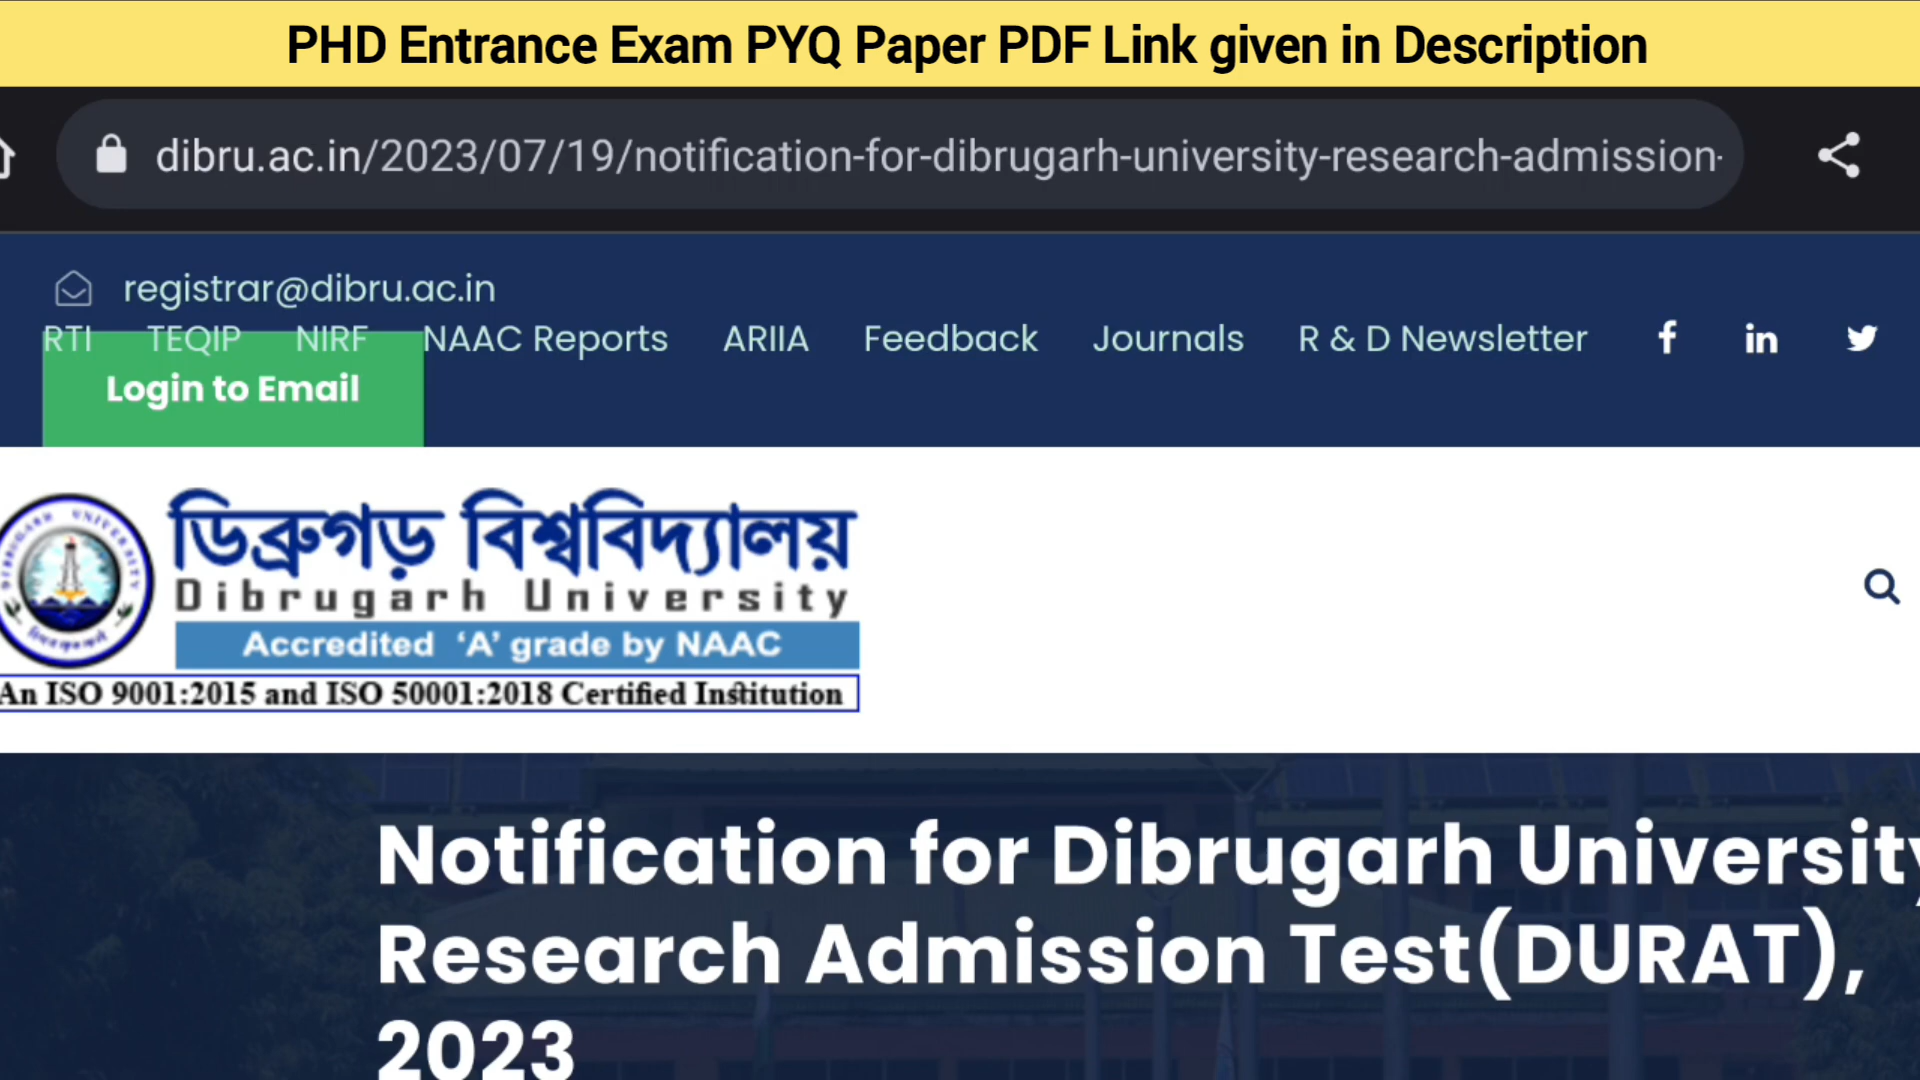 PHD Entrance Exam PYQ Paper PDF Link given in Description
dibru.ac.in/2023/07/19/notification-for-dibrugarh-university-research-admission-
registrar@dibru.ac.in
RTI TEQIP NIRF NAAC Reports ARIIA Feedback Journals R & D Newsletter
Login to Email
ডিব্ৰুগড় বিশ্ববিদ্যালয়
Dibrugarh University
Accredited ‘A’ grade by NAAC
An ISO 9001:2015 and ISO 50001:2018 Certified Institution
DIBRUGARH UNIVERSITY
Notification for Dibrugarh University
Research Admission Test(DURAT),
2023